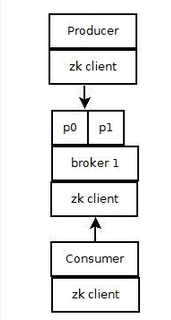 Producer
zk client
p0 p1
broker 1
zk client
Consumer
zk client